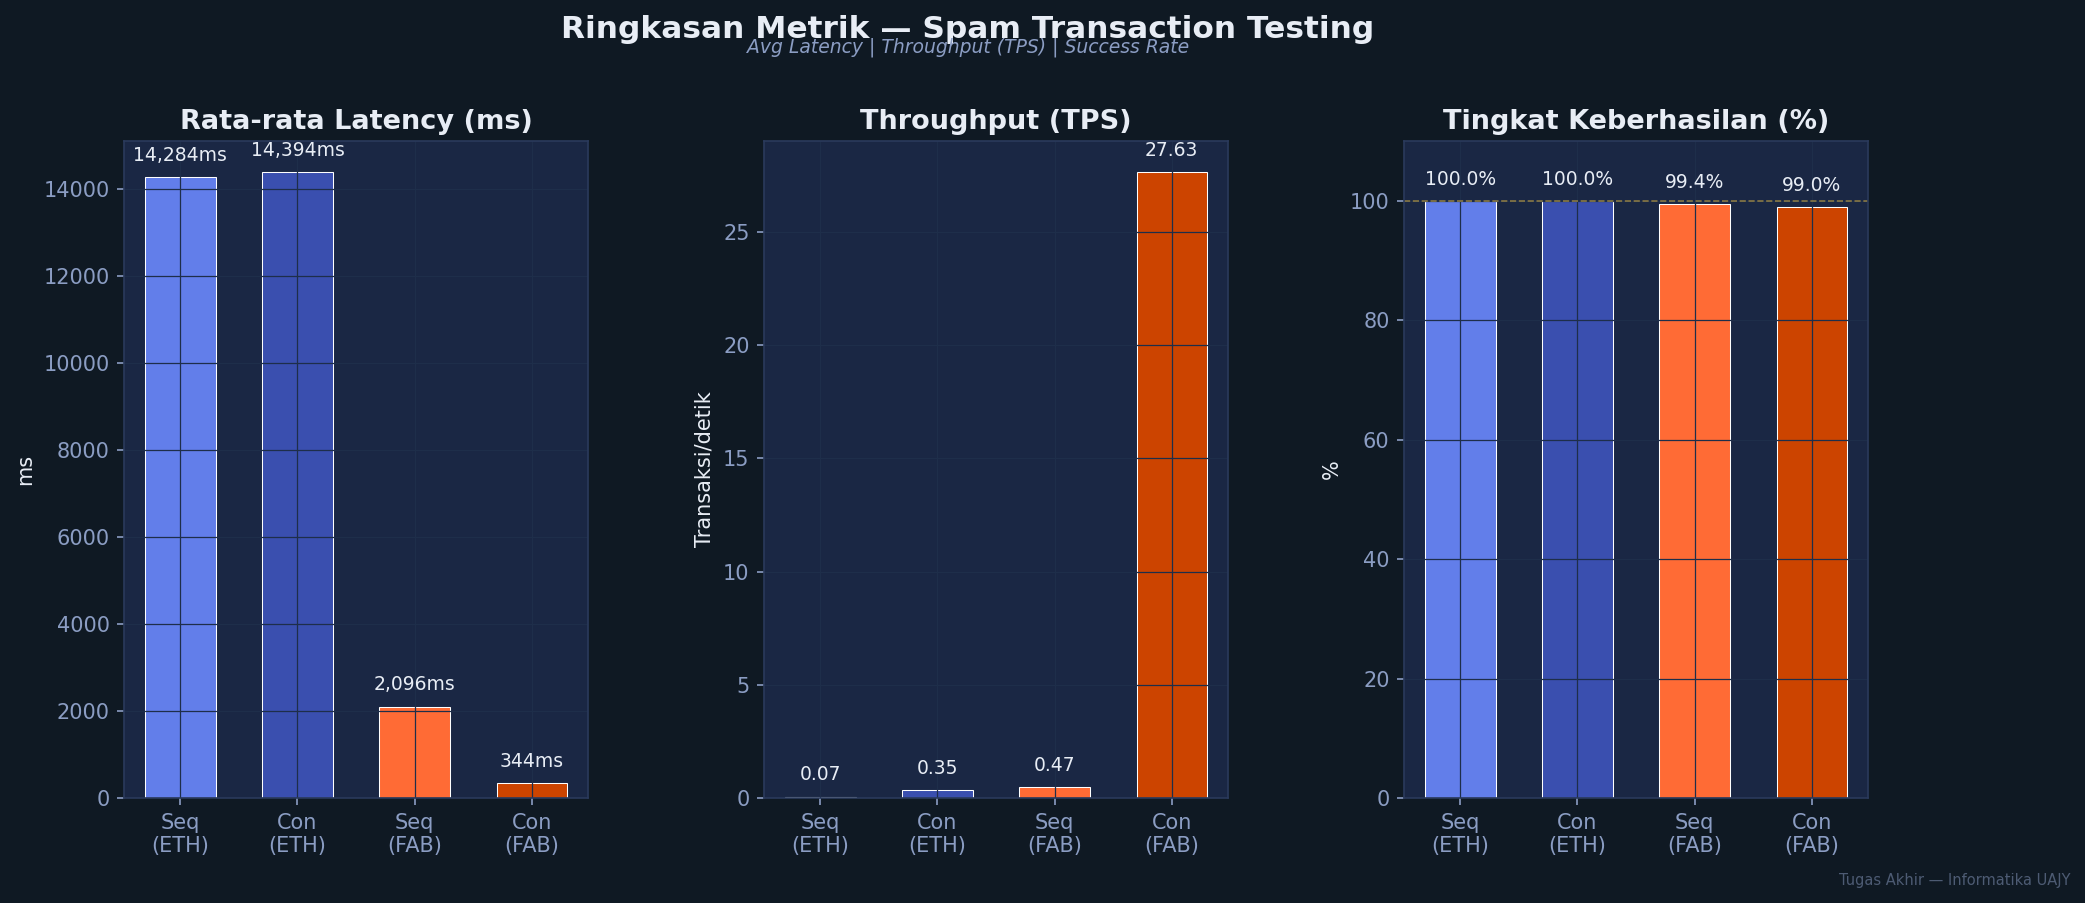 Ringkasan Metrik — Spam Transaction Testing
Avg Latency | Throughput (TPS) | Success Rate
Rata-rata Latency (ms)
14,284ms
14,394ms
2,096ms
344ms
14000
12000
10000
8000
6000
4000
2000
0
ms
Seq
(ETH)
Con
(ETH)
Seq
(FAB)
Con
(FAB)
Throughput (TPS)
27.63
0.07
0.35
0.47
25
20
15
10
5
0
Transaksi/detik
Seq
(ETH)
Con
(ETH)
Seq
(FAB)
Con
(FAB)
Tingkat Keberhasilan (%)
100.0%
100.0%
99.4%
99.0%
100
80
60
40
20
0
%
Seq
(ETH)
Con
(ETH)
Seq
(FAB)
Con
(FAB)
Tugas Akhir — Informatika UAJY